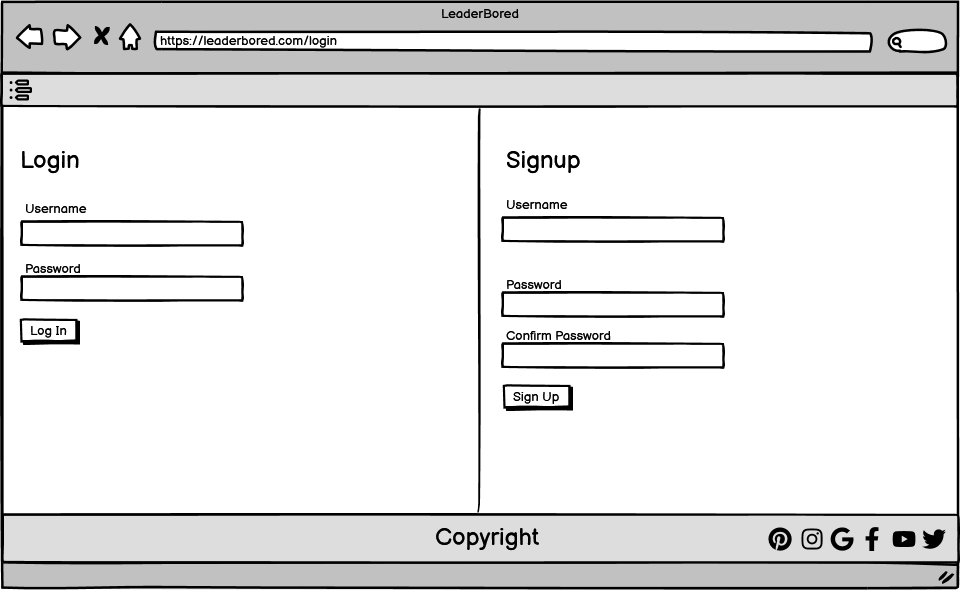 LeaderBored
https://leaderbored.com/login
Login
Username
Password
Log In
Signup
Username
Password
Confirm Password
Sign Up
Copyright